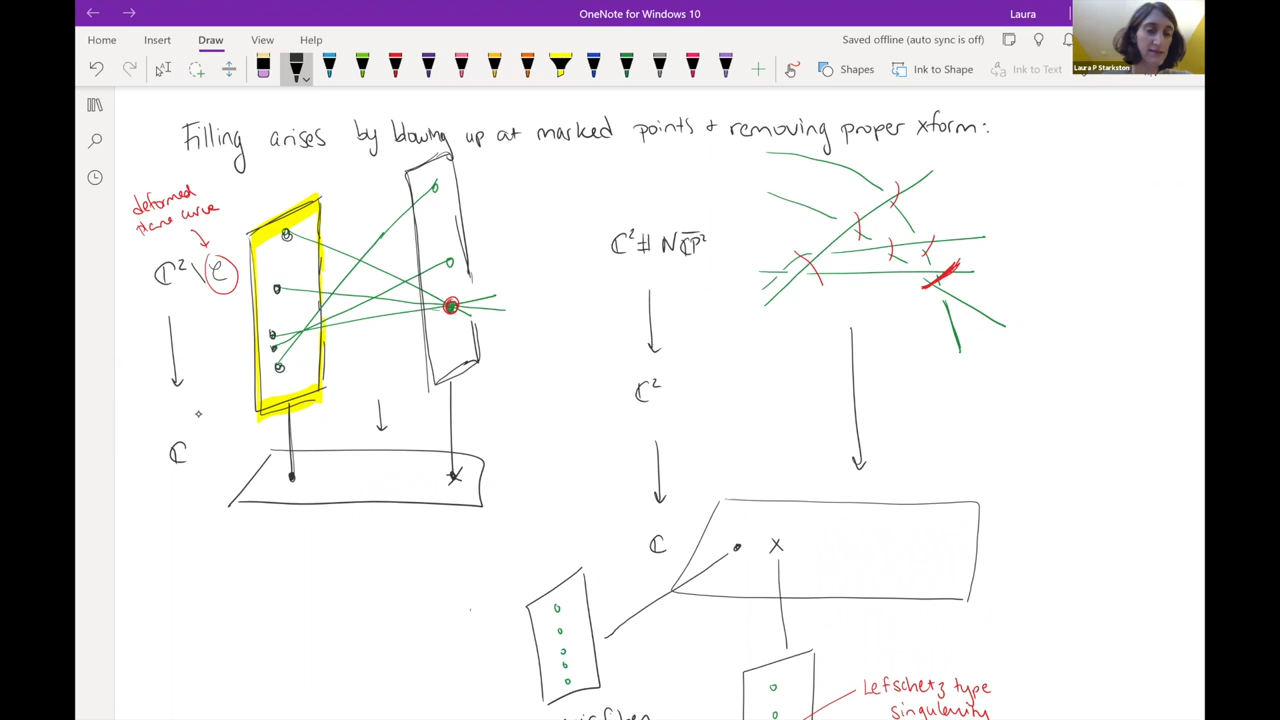 OneNote for Windows 10
Laura
Home Insert Draw View Help
Saved offline (auto sync is off)
Shapes
Ink to Shape
Ink to Text
Laura P Starkston
Filling arises by blowing up at marked points + removing proper xform:
deformed
plane curve
ℂ² \ 𝒞
ℂ
ℂ² # N ℂP̅²
ℂ²
ℂ
x
x
Lefschetz type
singularity